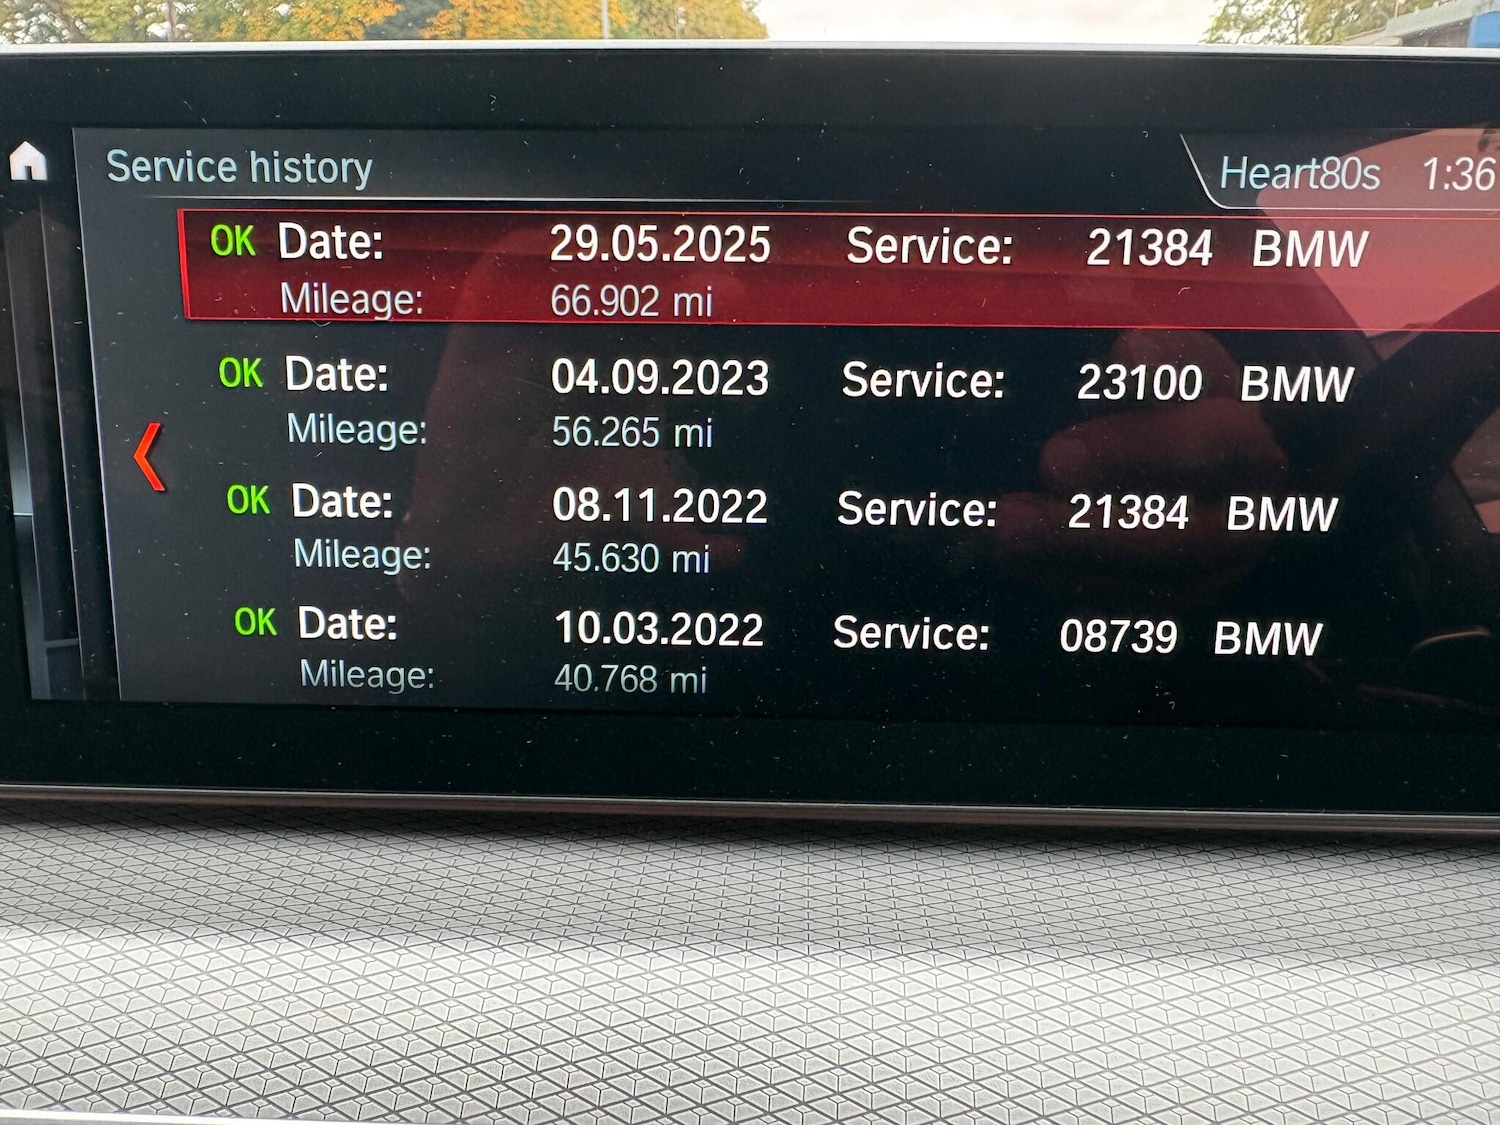 Service history
Heart80s 1:36
OK Date: 29.05.2025 Service: 21384 BMW
Mileage: 66.902 mi
OK Date: 04.09.2023 Service: 23100 BMW
Mileage: 56.265 mi
OK Date: 08.11.2022 Service: 21384 BMW
Mileage: 45.630 mi
OK Date: 10.03.2022 Service: 08739 BMW
Mileage: 40.768 mi